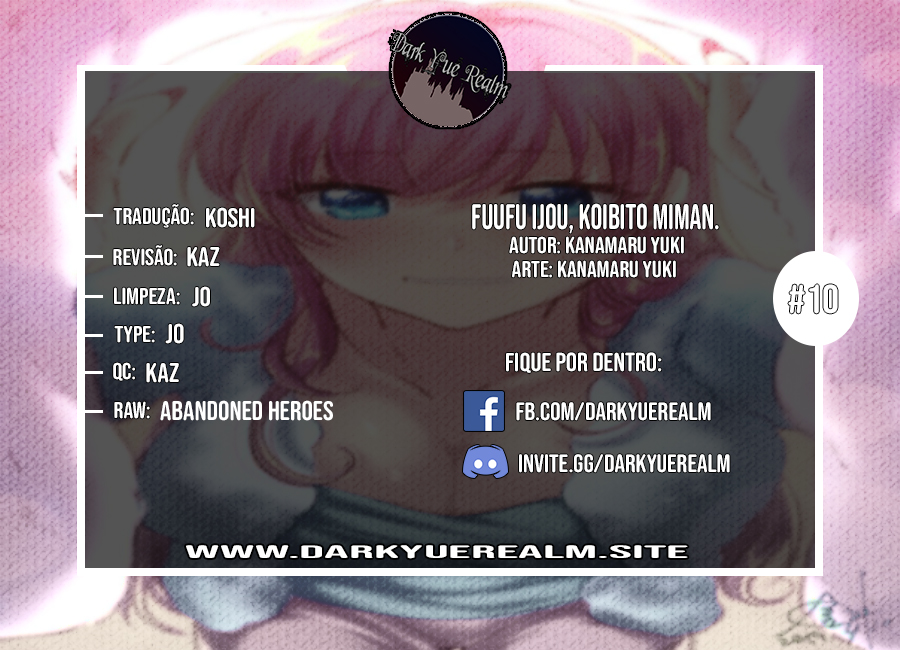 Dark Yue Realm
TRADUÇÃO: KOSHI
REVISÃO: KAZ
LIMPEZA: JO
TYPE: JO
QC: KAZ
RAW: ABANDONED HEROES
FUUFU IJOU, KOIBITO MIMAN.
AUTOR: KANAMARU YUKI
ARTE: KANAMARU YUKI
#10
FIQUE POR DENTRO:
FB.COM/DARKYUEREALM
INVITE.GG/DARKYUEREALM
WWW.DARKYUEREALM.SITE